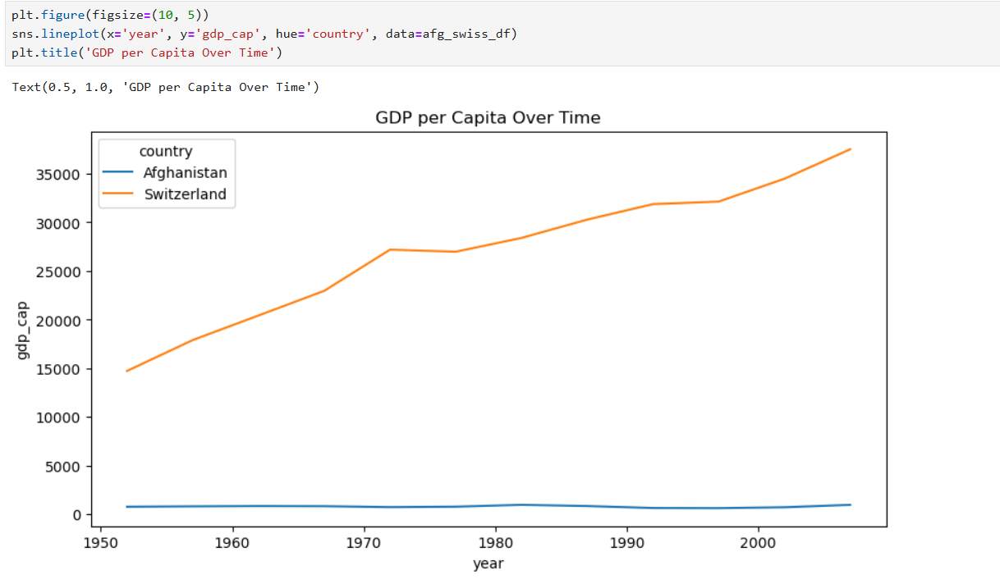 plt.figure(figsize=(10, 5))
sns.lineplot(x='year', y='gdp_cap', hue='country', data=afg_swiss_df)
plt.title('GDP per Capita Over Time')
Text(0.5, 1.0, 'GDP per Capita Over Time')
GDP per Capita Over Time
country
Afghanistan
Switzerland
35000
30000
25000
20000
15000
10000
5000
0
gdp_cap
1950 1960 1970 1980 1990 2000
year